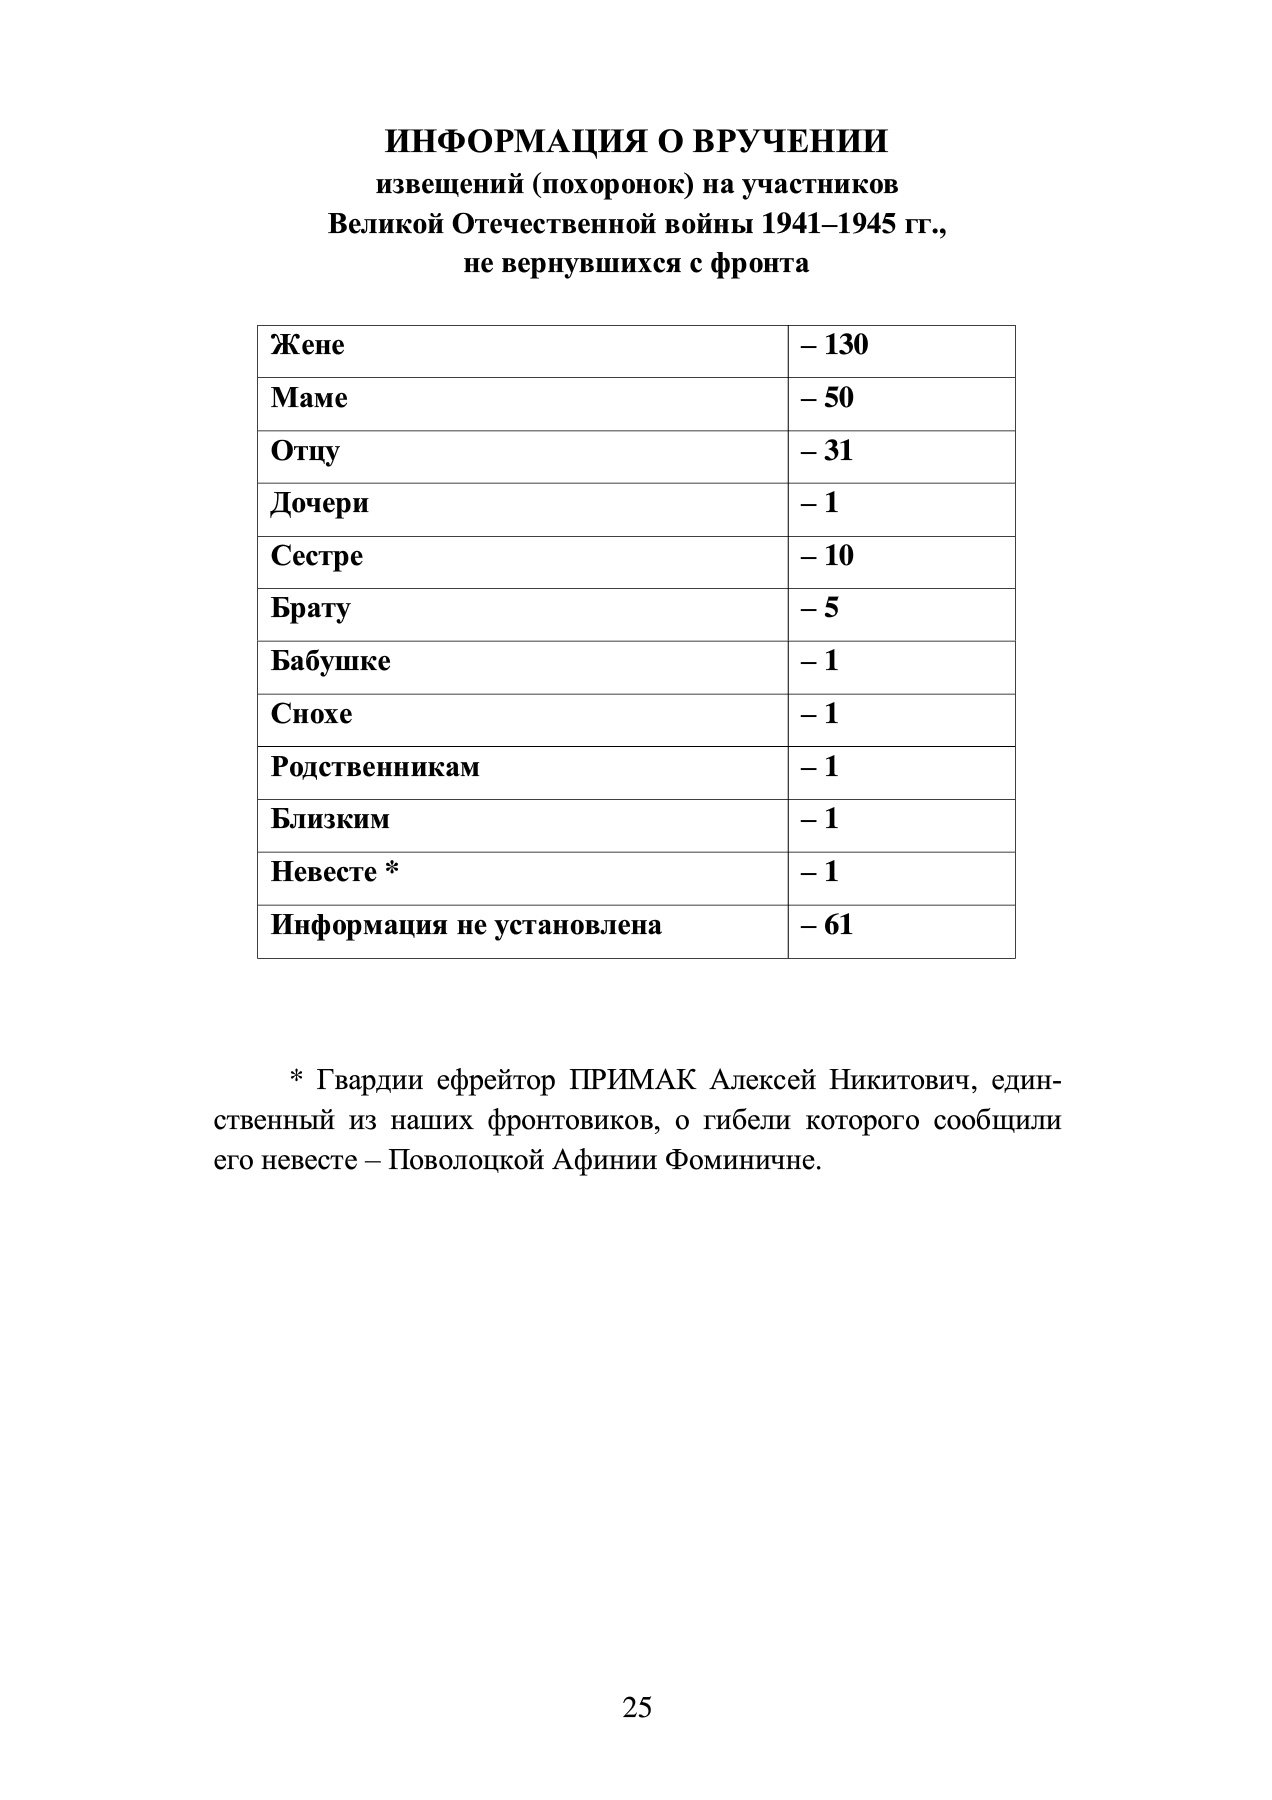 ИНФОРМАЦИЯ О ВРУЧЕНИИ
извещений (похоронок) на участников
Великой Отечественной войны 1941–1945 гг.,
не вернувшихся с фронта
Жене – 130
Маме – 50
Отцу – 31
Дочери – 1
Сестре – 10
Брату – 5
Бабушке – 1
Снохе – 1
Родственникам – 1
Близким – 1
Невесте * – 1
Информация не установлена – 61
* Гвардии ефрейтор ПРИМАК Алексей Никитович, един-
ственный из наших фронтовиков, о гибели которого сообщили
его невесте – Поволоцкой Афинии Фоминичне.
25